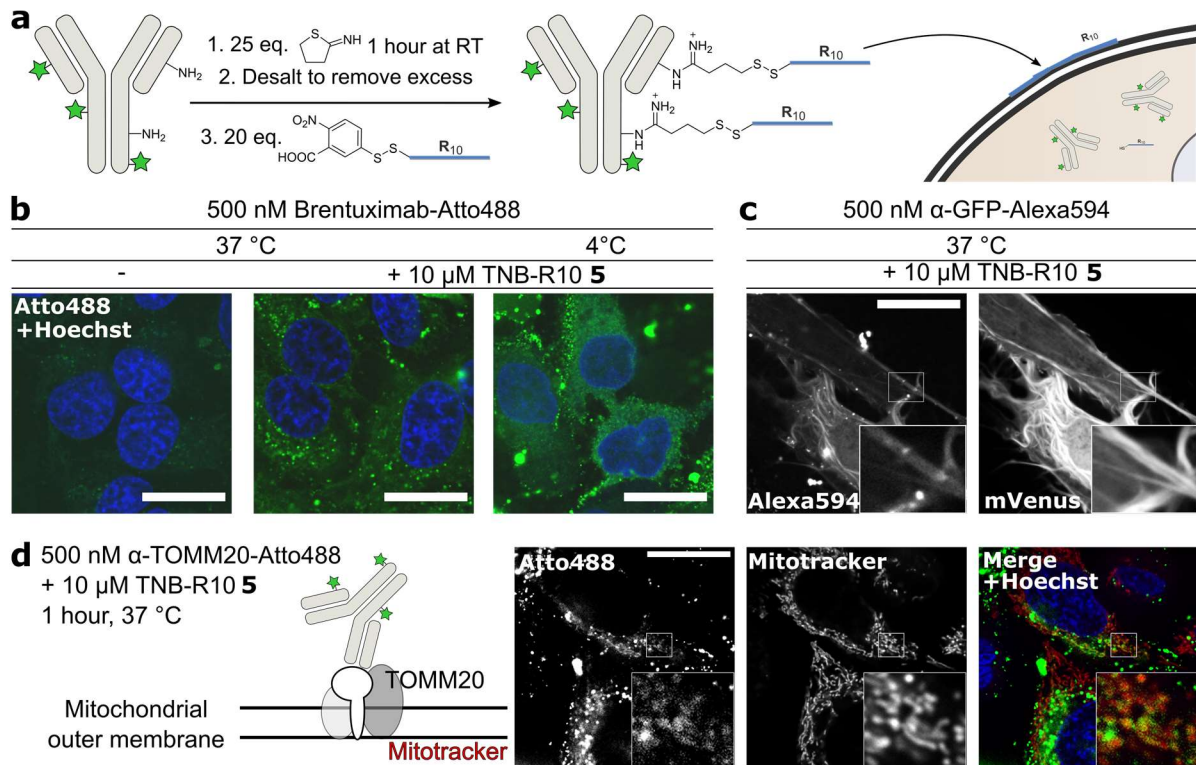 a
1. 25 eq. NH 1 hour at RT
2. Desalt to remove excess
3. 20 eq.
O₂N
HOOC
S
S
R₁₀
NH₂
NH₂
+
NH₂
N
H
S
S
R₁₀
+
NH₂
N
H
S
S
R₁₀
R₁₀
R₁₀
b
500 nM Brentuximab-Atto488
37 °C 4°C
- + 10 µM TNB-R10 5
Atto488
+Hoechst
c
500 nM α-GFP-Alexa594
37 °C
+ 10 µM TNB-R10 5
Alexa594
mVenus
d
500 nM α-TOMM20-Atto488
+ 10 µM TNB-R10 5
1 hour, 37 °C
TOMM20
Mitochondrial
outer membrane
Mitotracker
Atto488
Mitotracker
Merge
+Hoechst